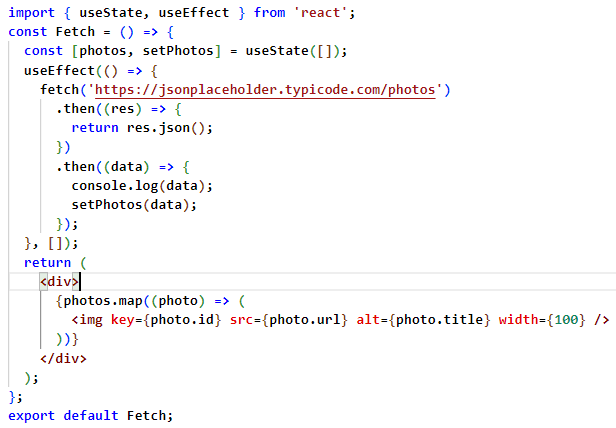 import { useState, useEffect } from 'react';
const Fetch = () => {
  const [photos, setPhotos] = useState([]);
  useEffect(() => {
    fetch('https://jsonplaceholder.typicode.com/photos')
      .then((res) => {
        return res.json();
      })
      .then((data) => {
        console.log(data);
        setPhotos(data);
      });
  }, []);
  return (
    <div>
      {photos.map((photo) => (
        <img key={photo.id} src={photo.url} alt={photo.title} width={100} />
      ))}
    </div>
  );
};
export default Fetch;